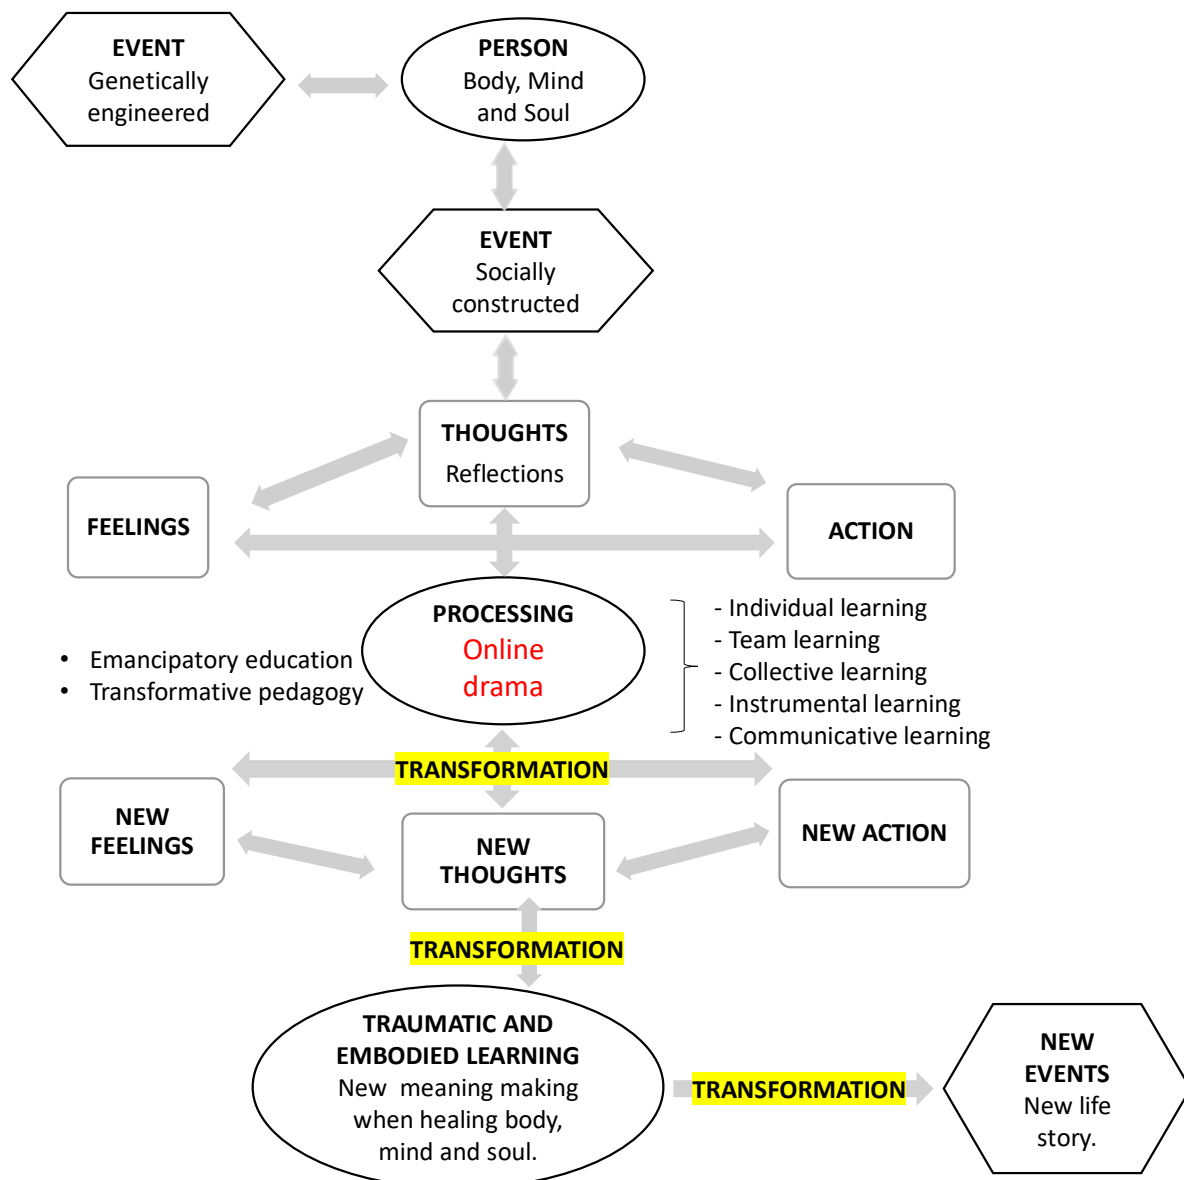 EVENT
Genetically
engineered
PERSON
Body, Mind
and Soul
EVENT
Socially
constructed
THOUGHTS
Reflections
FEELINGS
ACTION
PROCESSING
Online
drama
• Emancipatory education
• Transformative pedagogy
- Individual learning
- Team learning
- Collective learning
- Instrumental learning
- Communicative learning
TRANSFORMATION
NEW
FEELINGS
NEW
THOUGHTS
NEW ACTION
TRANSFORMATION
TRAUMATIC AND
EMBODIED LEARNING
New meaning making
when healing body,
mind and soul.
TRANSFORMATION
NEW
EVENTS
New life
story.